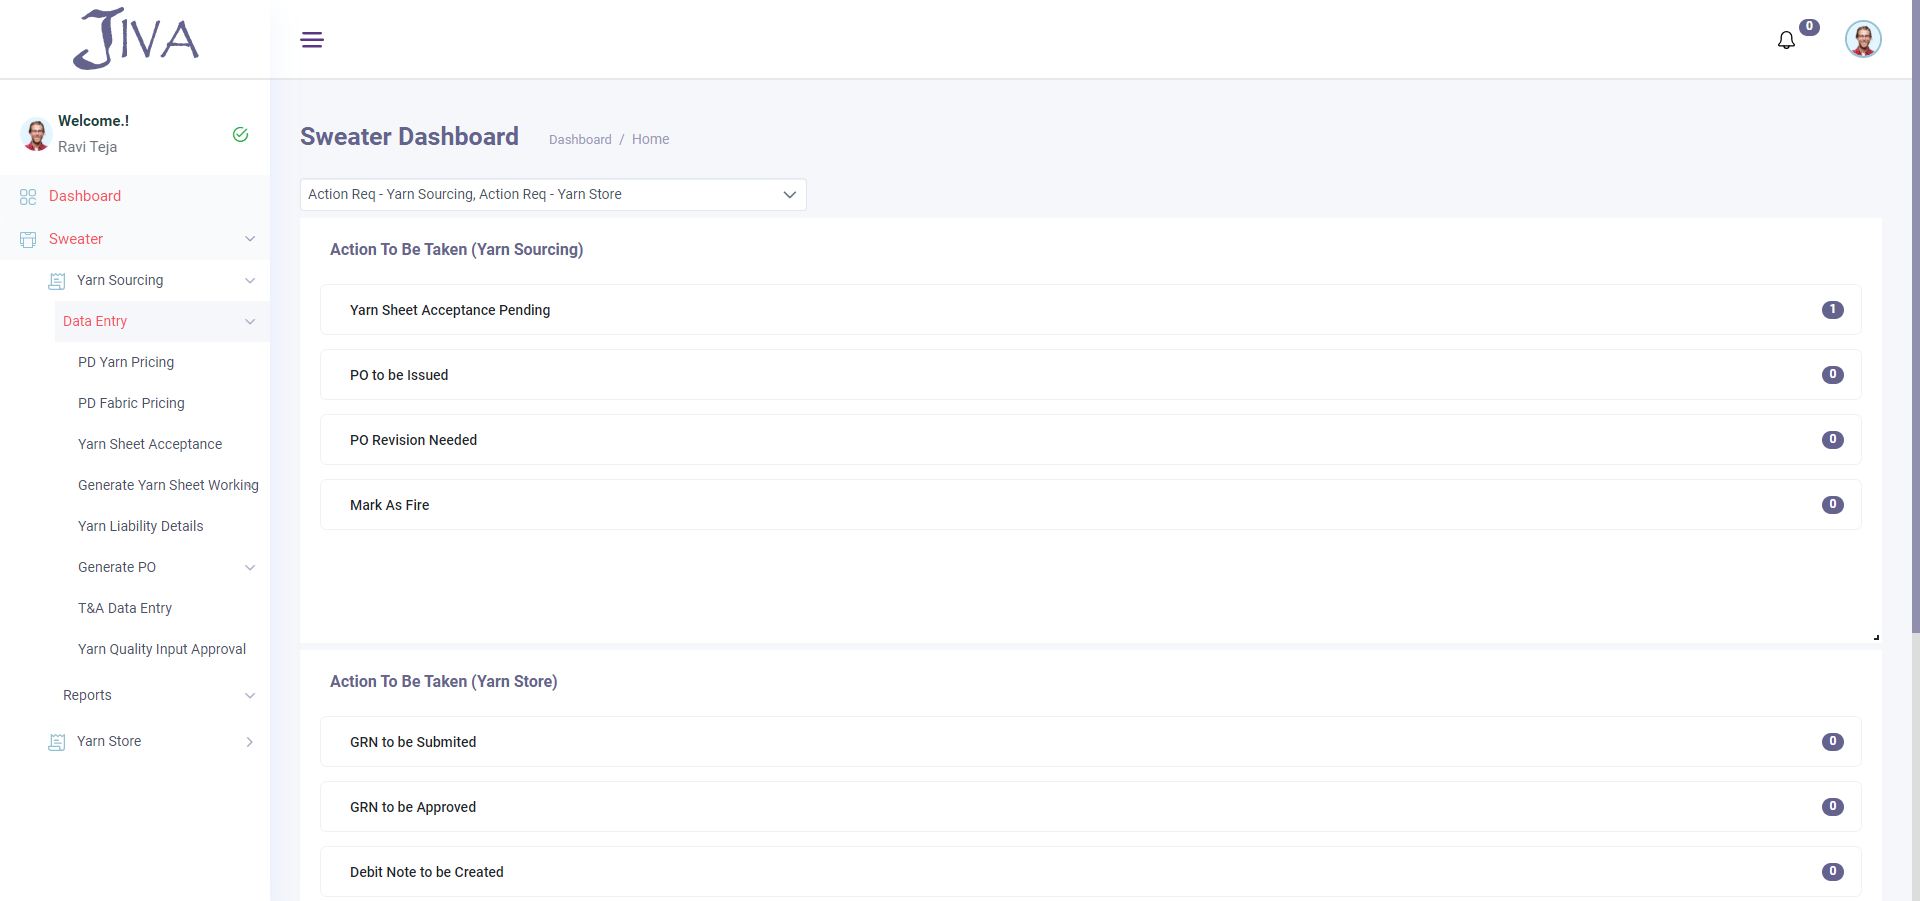 JIVA
0
Welcome.!
Ravi Teja
Dashboard
Sweater
Yarn Sourcing
Data Entry
PD Yarn Pricing
PD Fabric Pricing
Yarn Sheet Acceptance
Generate Yarn Sheet Working
Yarn Liability Details
Generate PO
T&A Data Entry
Yarn Quality Input Approval
Reports
Yarn Store
Sweater Dashboard
Dashboard / Home
Action Req - Yarn Sourcing, Action Req - Yarn Store
Action To Be Taken (Yarn Sourcing)
Yarn Sheet Acceptance Pending 1
PO to be Issued 0
PO Revision Needed 0
Mark As Fire 0
Action To Be Taken (Yarn Store)
GRN to be Submited 0
GRN to be Approved 0
Debit Note to be Created 0